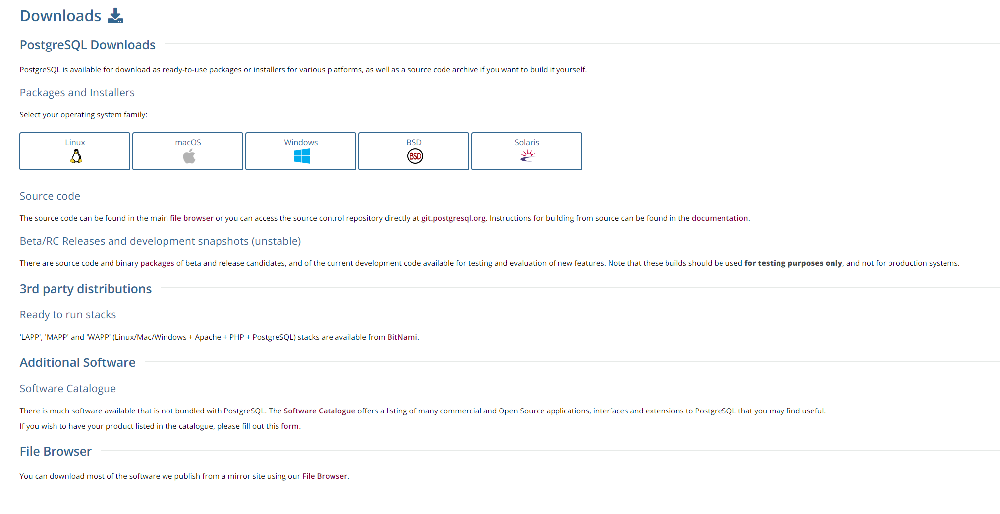 Downloads
PostgreSQL Downloads
PostgreSQL is available for download as ready-to-use packages or installers for various platforms, as well as a source code archive if you want to build it yourself.
Packages and Installers
Select your operating system family:
Linux
macOS
Windows
BSD
BSD
Solaris
Source code
The source code can be found in the main file browser or you can access the source control repository directly at git.postgresql.org. Instructions for building from source can be found in the documentation.
Beta/RC Releases and development snapshots (unstable)
There are source code and binary packages of beta and release candidates, and of the current development code available for testing and evaluation of new features. Note that these builds should be used for testing purposes only, and not for production systems.
3rd party distributions
Ready to run stacks
'LAPP', 'MAPP' and 'WAPP' (Linux/Mac/Windows + Apache + PHP + PostgreSQL) stacks are available from BitNami.
Additional Software
Software Catalogue
There is much software available that is not bundled with PostgreSQL. The Software Catalogue offers a listing of many commercial and Open Source applications, interfaces and extensions to PostgreSQL that you may find useful.
If you wish to have your product listed in the catalogue, please fill out this form.
File Browser
You can download most of the software we publish from a mirror site using our File Browser.